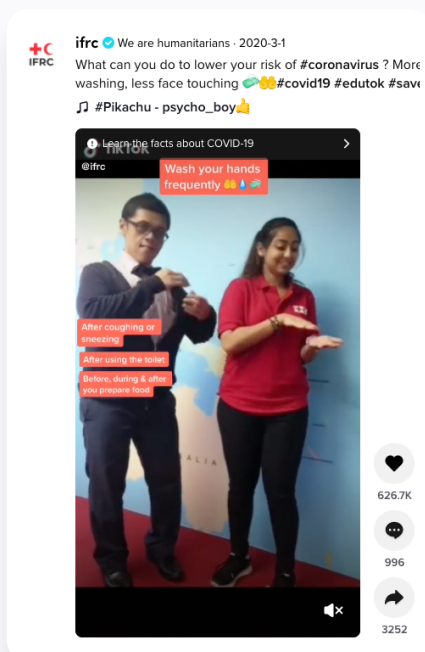 ifrc We are humanitarians · 2020-3-1
IFRC
What can you do to lower your risk of #coronavirus ? More
washing, less face touching 🧼🤲#covid19 #edutok #save
♫ #Pikachu - psycho_boy👍
Learn the facts about COVID-19
TikTok
@ifrc
Wash your hands
frequently 🤲💧🧼
After coughing or
sneezing
After using the toilet
Before, during & after
you prepare food
ALIA
626.7K
996
3252